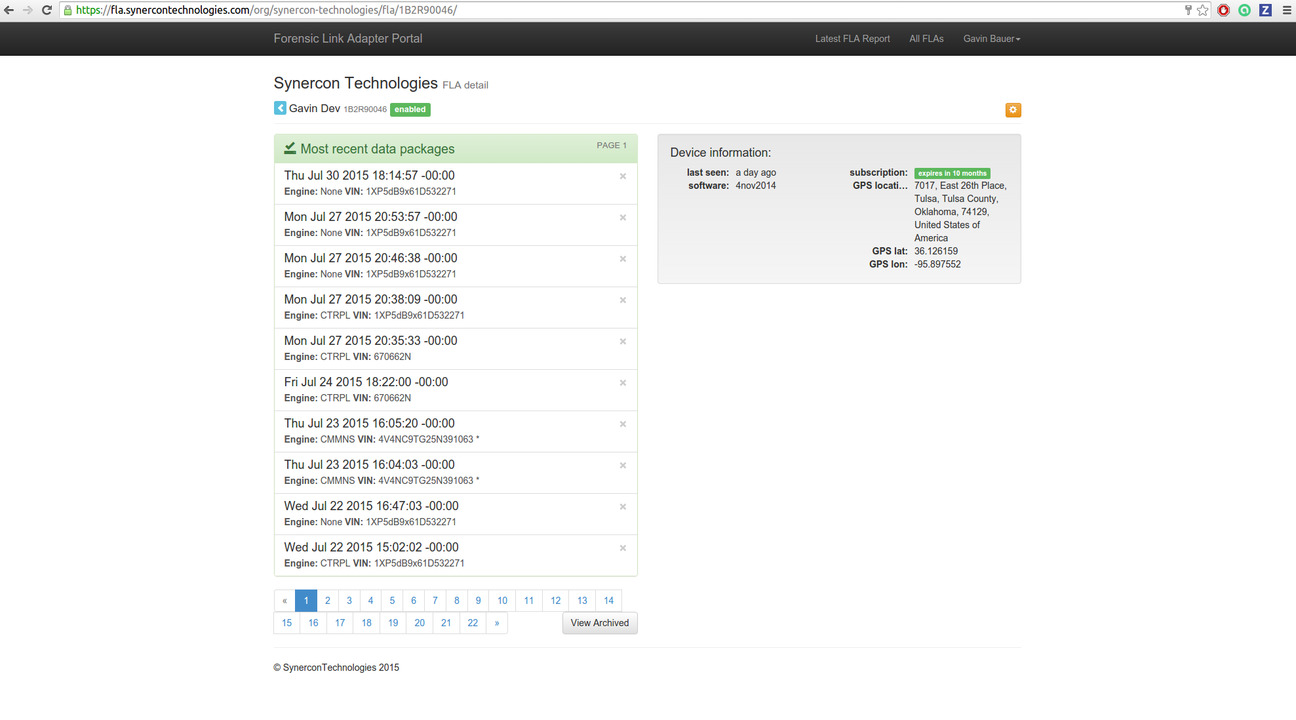 https://fla.synercontechnologies.com/org/synercon-technologies/fla/1B2R90046/
Forensic Link Adapter Portal
Latest FLA Report All FLAs Gavin Bauer
Synercon Technologies FLA detail
Gavin Dev 1B2R90046 enabled
Most recent data packages PAGE 1
Thu Jul 30 2015 18:14:57 -00:00 ×
Engine: None VIN: 1XP5dB9x61D532271
Mon Jul 27 2015 20:53:57 -00:00 ×
Engine: None VIN: 1XP5dB9x61D532271
Mon Jul 27 2015 20:46:38 -00:00 ×
Engine: None VIN: 1XP5dB9x61D532271
Mon Jul 27 2015 20:38:09 -00:00 ×
Engine: CTRPL VIN: 1XP5dB9x61D532271
Mon Jul 27 2015 20:35:33 -00:00 ×
Engine: CTRPL VIN: 670662N
Fri Jul 24 2015 18:22:00 -00:00 ×
Engine: CTRPL VIN: 670662N
Thu Jul 23 2015 16:05:20 -00:00 ×
Engine: CMMNS VIN: 4V4NC9TG25N391063 *
Thu Jul 23 2015 16:04:03 -00:00 ×
Engine: CMMNS VIN: 4V4NC9TG25N391063 *
Wed Jul 22 2015 16:47:03 -00:00 ×
Engine: None VIN: 1XP5dB9x61D532271
Wed Jul 22 2015 15:02:02 -00:00 ×
Engine: CTRPL VIN: 1XP5dB9x61D532271
« 1 2 3 4 5 6 7 8 9 10 11 12 13 14
15 16 17 18 19 20 21 22 »
View Archived
Device information:
last seen: a day ago
software: 4nov2014
subscription: expires in 10 months
GPS locati... 7017, East 26th Place,
Tulsa, Tulsa County,
Oklahoma, 74129,
United States of
America
GPS lat: 36.126159
GPS lon: -95.897552
© SynerconTechnologies 2015